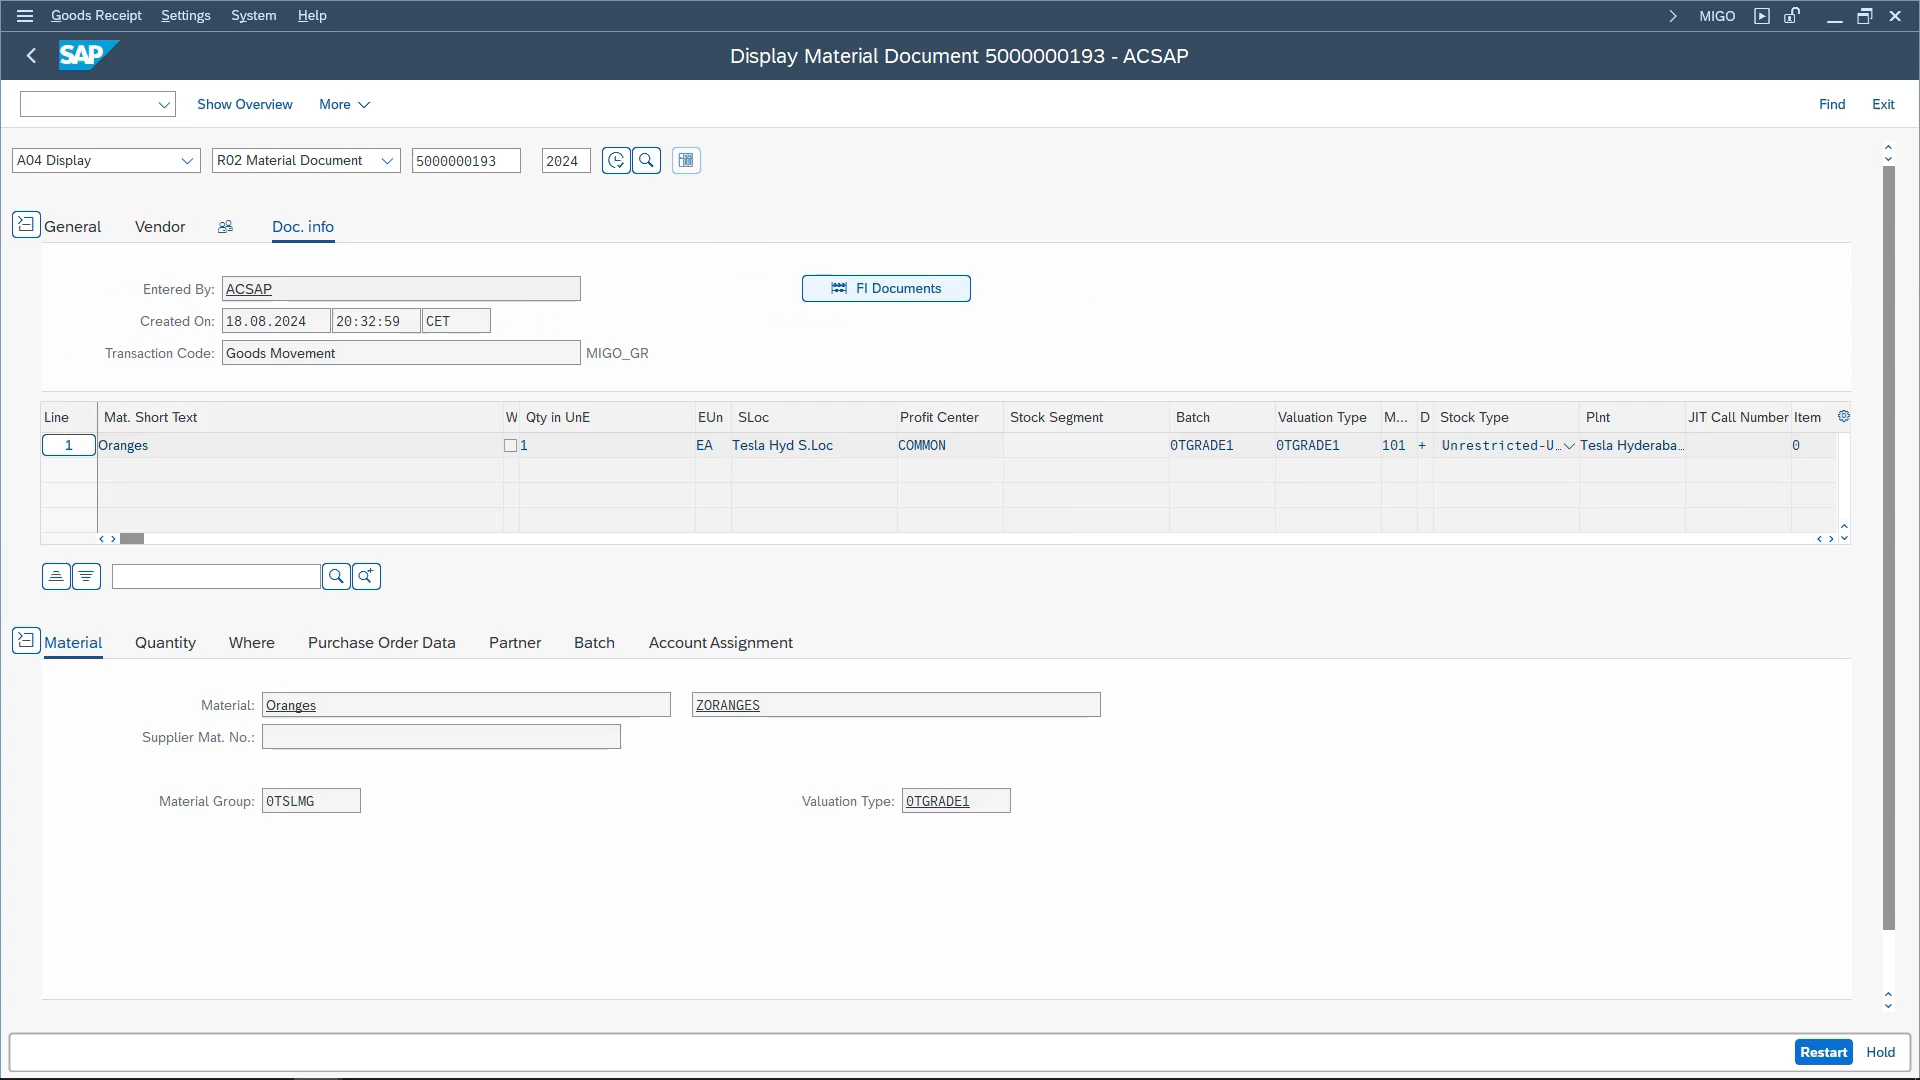 Goods Receipt Settings System Help MIGO
SAP Display Material Document 5000000193 - ACSAP
Show Overview More Find Exit
A04 Display R02 Material Document 5000000193 2024
General Vendor Doc. info
Entered By: ACSAP FI Documents
Created On: 18.08.2024 20:32:59 CET
Transaction Code: Goods Movement MIGO_GR
Line Mat. Short Text W Qty in UnE EUn SLoc Profit Center Stock Segment Batch Valuation Type M... D Stock Type Plnt JIT Call Number Item
1 Oranges 1 EA Tesla Hyd S.Loc COMMON 0TGRADE1 0TGRADE1 101 + Unrestricted-U… Tesla Hyderaba…  0
Material Quantity Where Purchase Order Data Partner Batch Account Assignment
Material: Oranges ZORANGES
Supplier Mat. No.:
Material Group: 0TSLMG Valuation Type: 0TGRADE1
Restart Hold